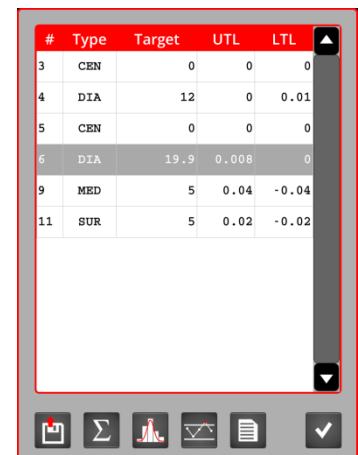 # Type Target UTL LTL
3 CEN 0 0 0
4 DIA 12 0 0.01
5 CEN 0 0 0
6 DIA 19.9 0.008 0
9 MED 5 0.04 -0.04
11 SUR 5 0.02 -0.02